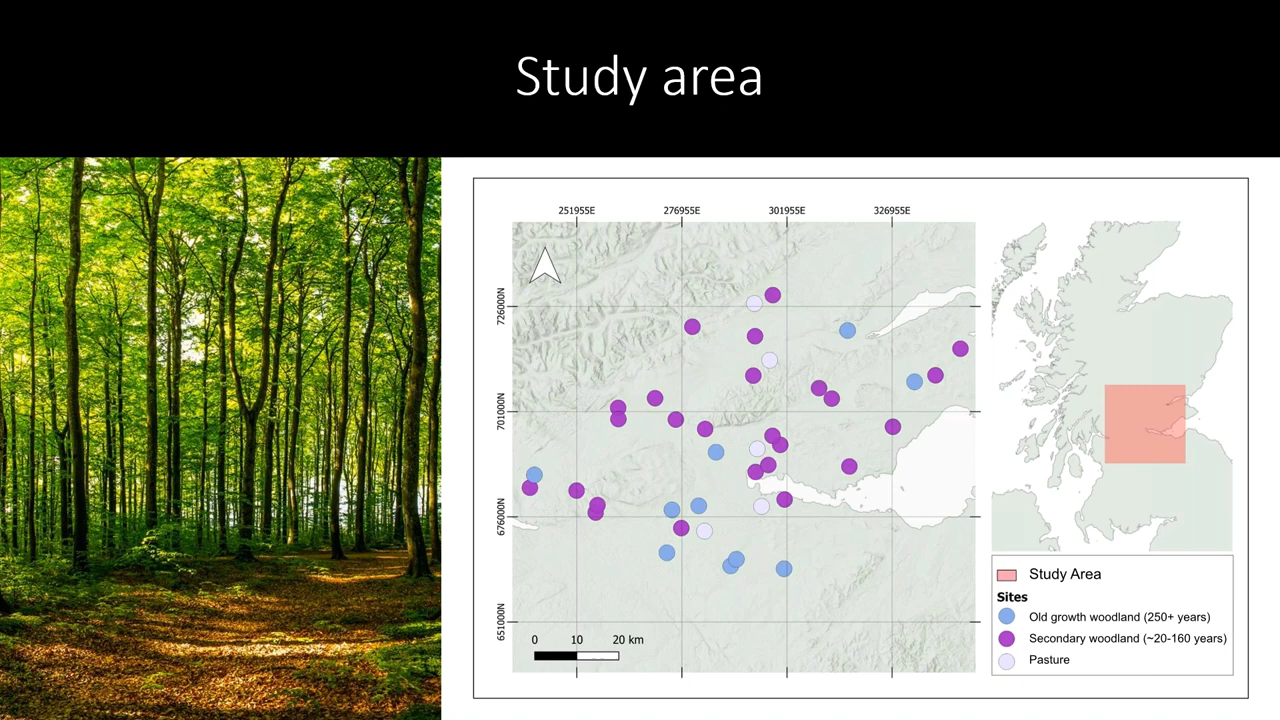 Study area
251955E 276955E 301955E 326955E
726000N
701000N
676000N
651000N
0 10 20 km
Study Area
Sites
Old growth woodland (250+ years)
Secondary woodland (~20-160 years)
Pasture